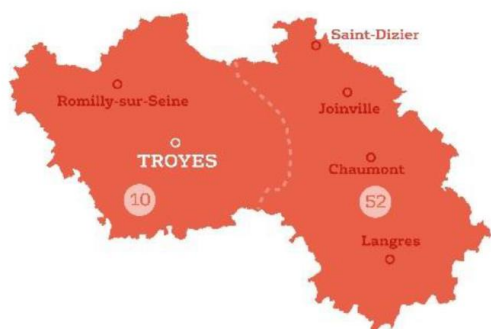 Saint-Dizier
Romilly-sur-Seine
Joinville
TROYES
Chaumont
10
52
Langres